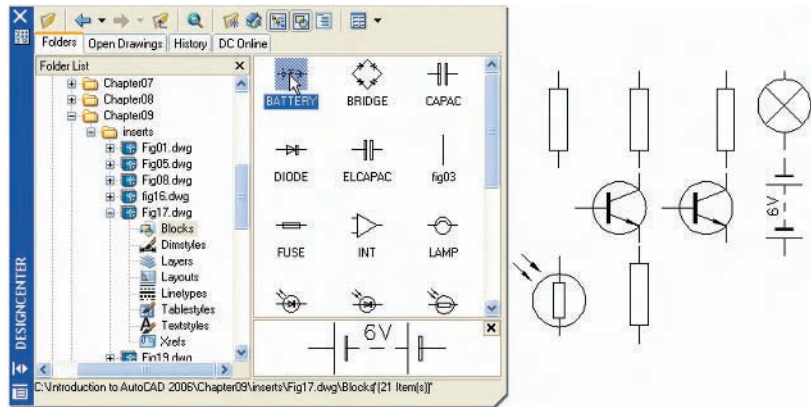 Folders Open Drawings History DC Online
Folder List
Chapter07
Chapter08
Chapter09
inserts
Fig01.dwg
Fig05.dwg
Fig08.dwg
fig16.dwg
Fig17.dwg
Blocks
Dimstyles
Layers
Layouts
Linetypes
Tablestyles
Textstyles
Xrefs
Fig19.dwg
BATTERY BRIDGE CAPAC
DIODE ELCAPAC fig03
FUSE INT LAMP
6V
C:\Introduction to AutoCAD 2006\Chapter09\inserts\Fig17.dwg\Blocks (21 Item(s))
DESIGNCENTER
6V